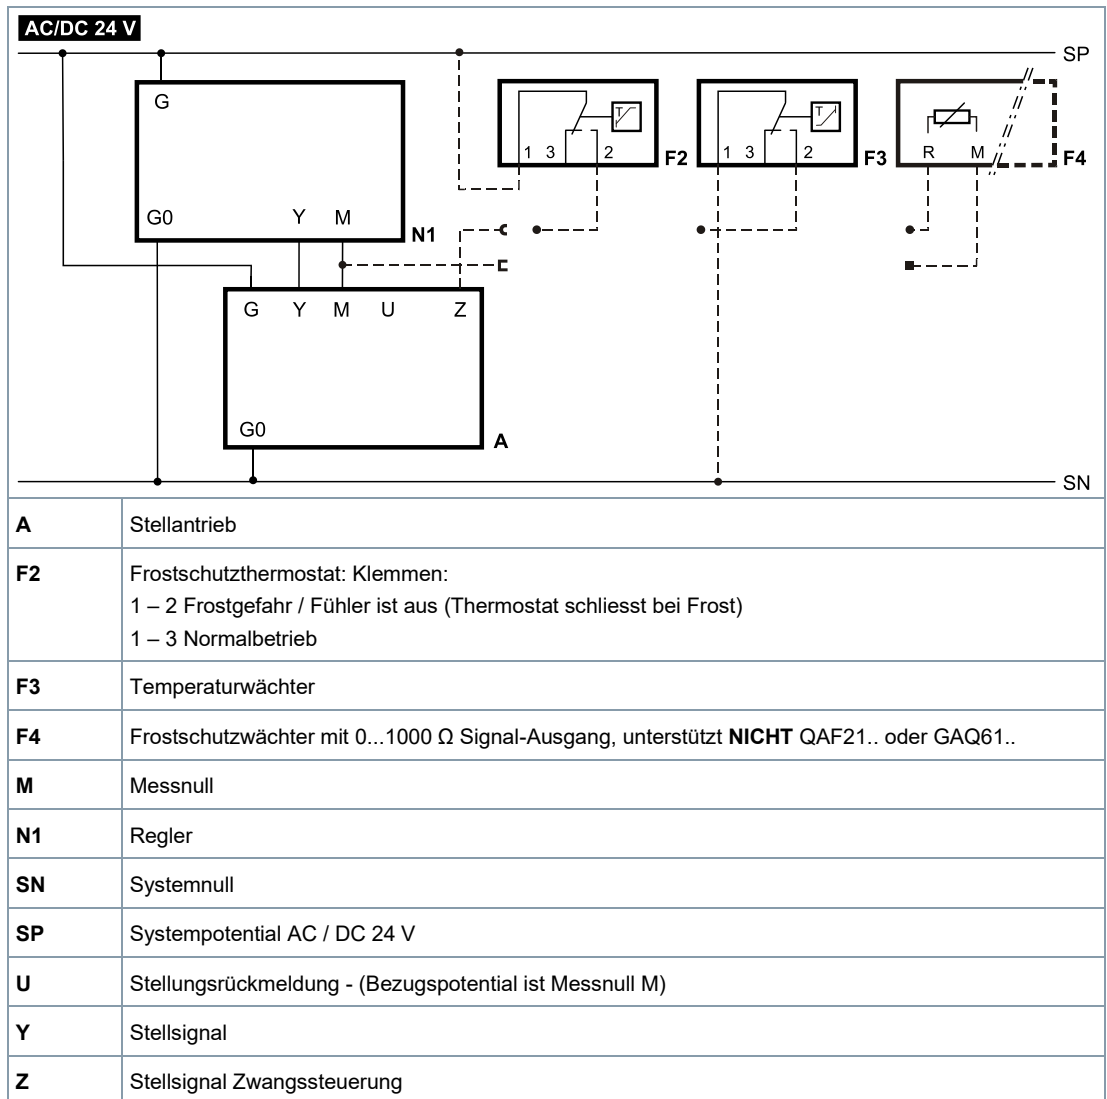 AC/DC 24 V
SP
G
G0 Y M
N1
1 3 2
F2
T
1 3 2
F3
T
R M
F4
G Y M U Z
G0
A
SN
A Stellantrieb
F2 Frostschutzthermostat: Klemmen:
1 – 2 Frostgefahr / Fühler ist aus (Thermostat schliesst bei Frost)
1 – 3 Normalbetrieb
F3 Temperaturwächter
F4 Frostschutzwächter mit 0...1000 Ω Signal-Ausgang, unterstützt NICHT QAF21.. oder GAQ61..
M Messnull
N1 Regler
SN Systemnull
SP Systempotential AC / DC 24 V
U Stellungsrückmeldung - (Bezugspotential ist Messnull M)
Y Stellsignal
Z Stellsignal Zwangssteuerung